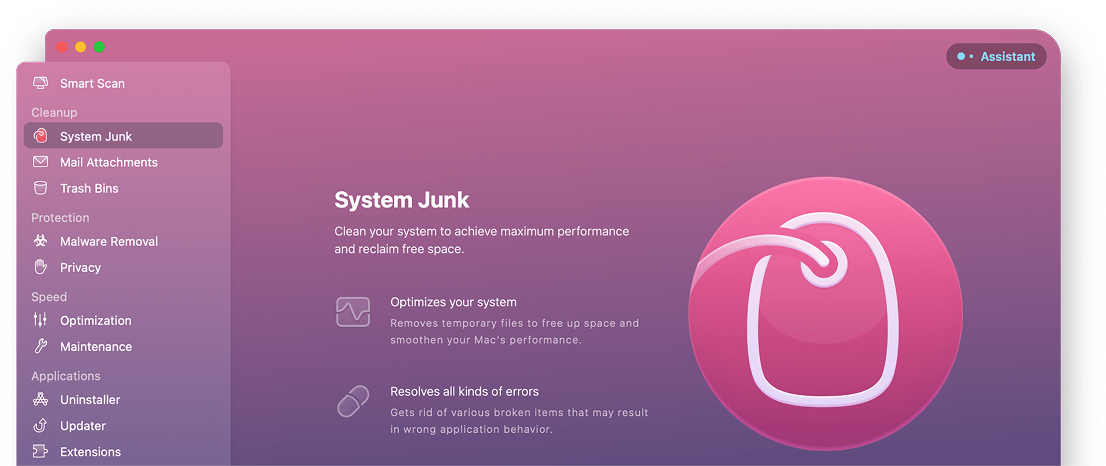 Assistant
Smart Scan
Cleanup
System Junk
Mail Attachments
Trash Bins
Protection
Malware Removal
Privacy
Speed
Optimization
Maintenance
Applications
Uninstaller
Updater
Extensions
System Junk
Clean your system to achieve maximum performance
and reclaim free space.
Optimizes your system
Removes temporary files to free up space and
smoothen your Mac's performance.
Resolves all kinds of errors
Gets rid of various broken items that may result
in wrong application behavior.